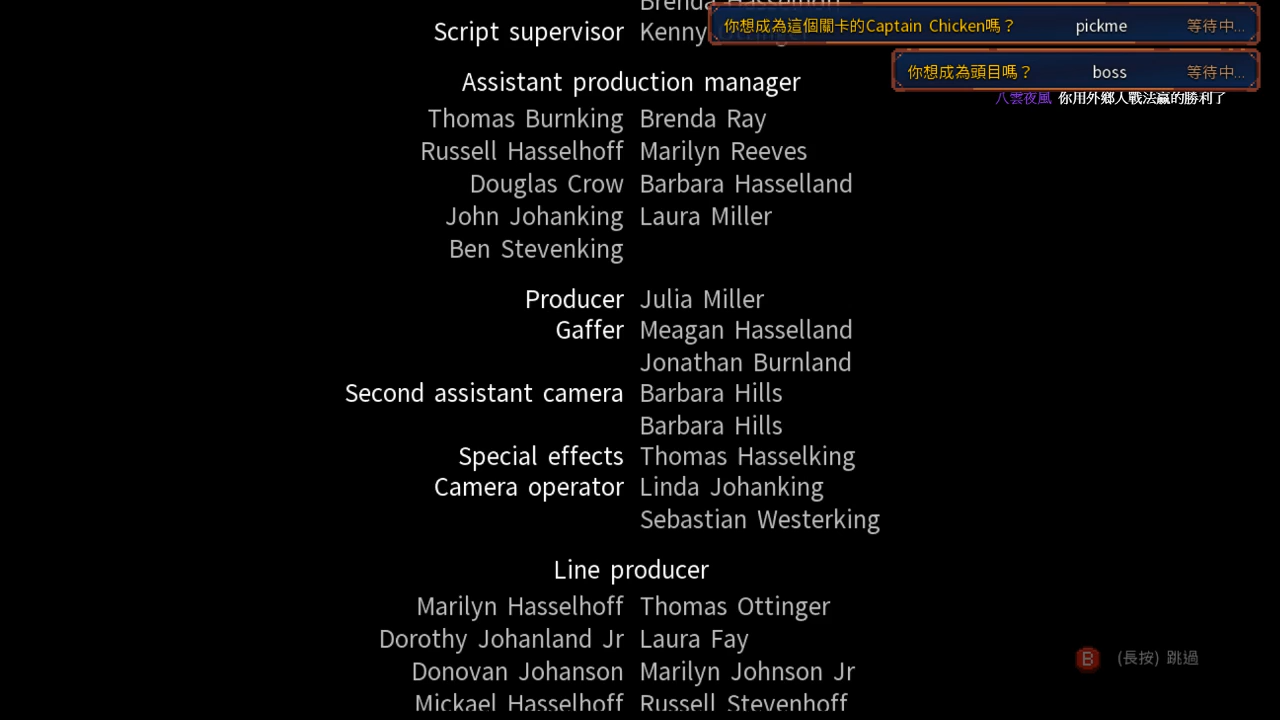 Script supervisor Kenny
你想成為這個關卡的Captain Chicken嗎？ pickme 等待中...
你想成為頭目嗎？ boss 等待中...
八雲夜風 你用外鄉人戰法贏的勝利了
Assistant production manager
Thomas Burnking Brenda Ray
Russell Hasselhoff Marilyn Reeves
Douglas Crow Barbara Hasselland
John Johanking Laura Miller
Ben Stevenking
Producer Julia Miller
Gaffer Meagan Hasselland
Jonathan Burnland
Second assistant camera Barbara Hills
Barbara Hills
Special effects Thomas Hasselking
Camera operator Linda Johanking
Sebastian Westerking
Line producer
Marilyn Hasselhoff Thomas Ottinger
Dorothy Johanland Jr Laura Fay
Donovan Johanson Marilyn Johnson Jr
Mickael Hasselhoff Russell Stevenhoff
B (長按) 跳過